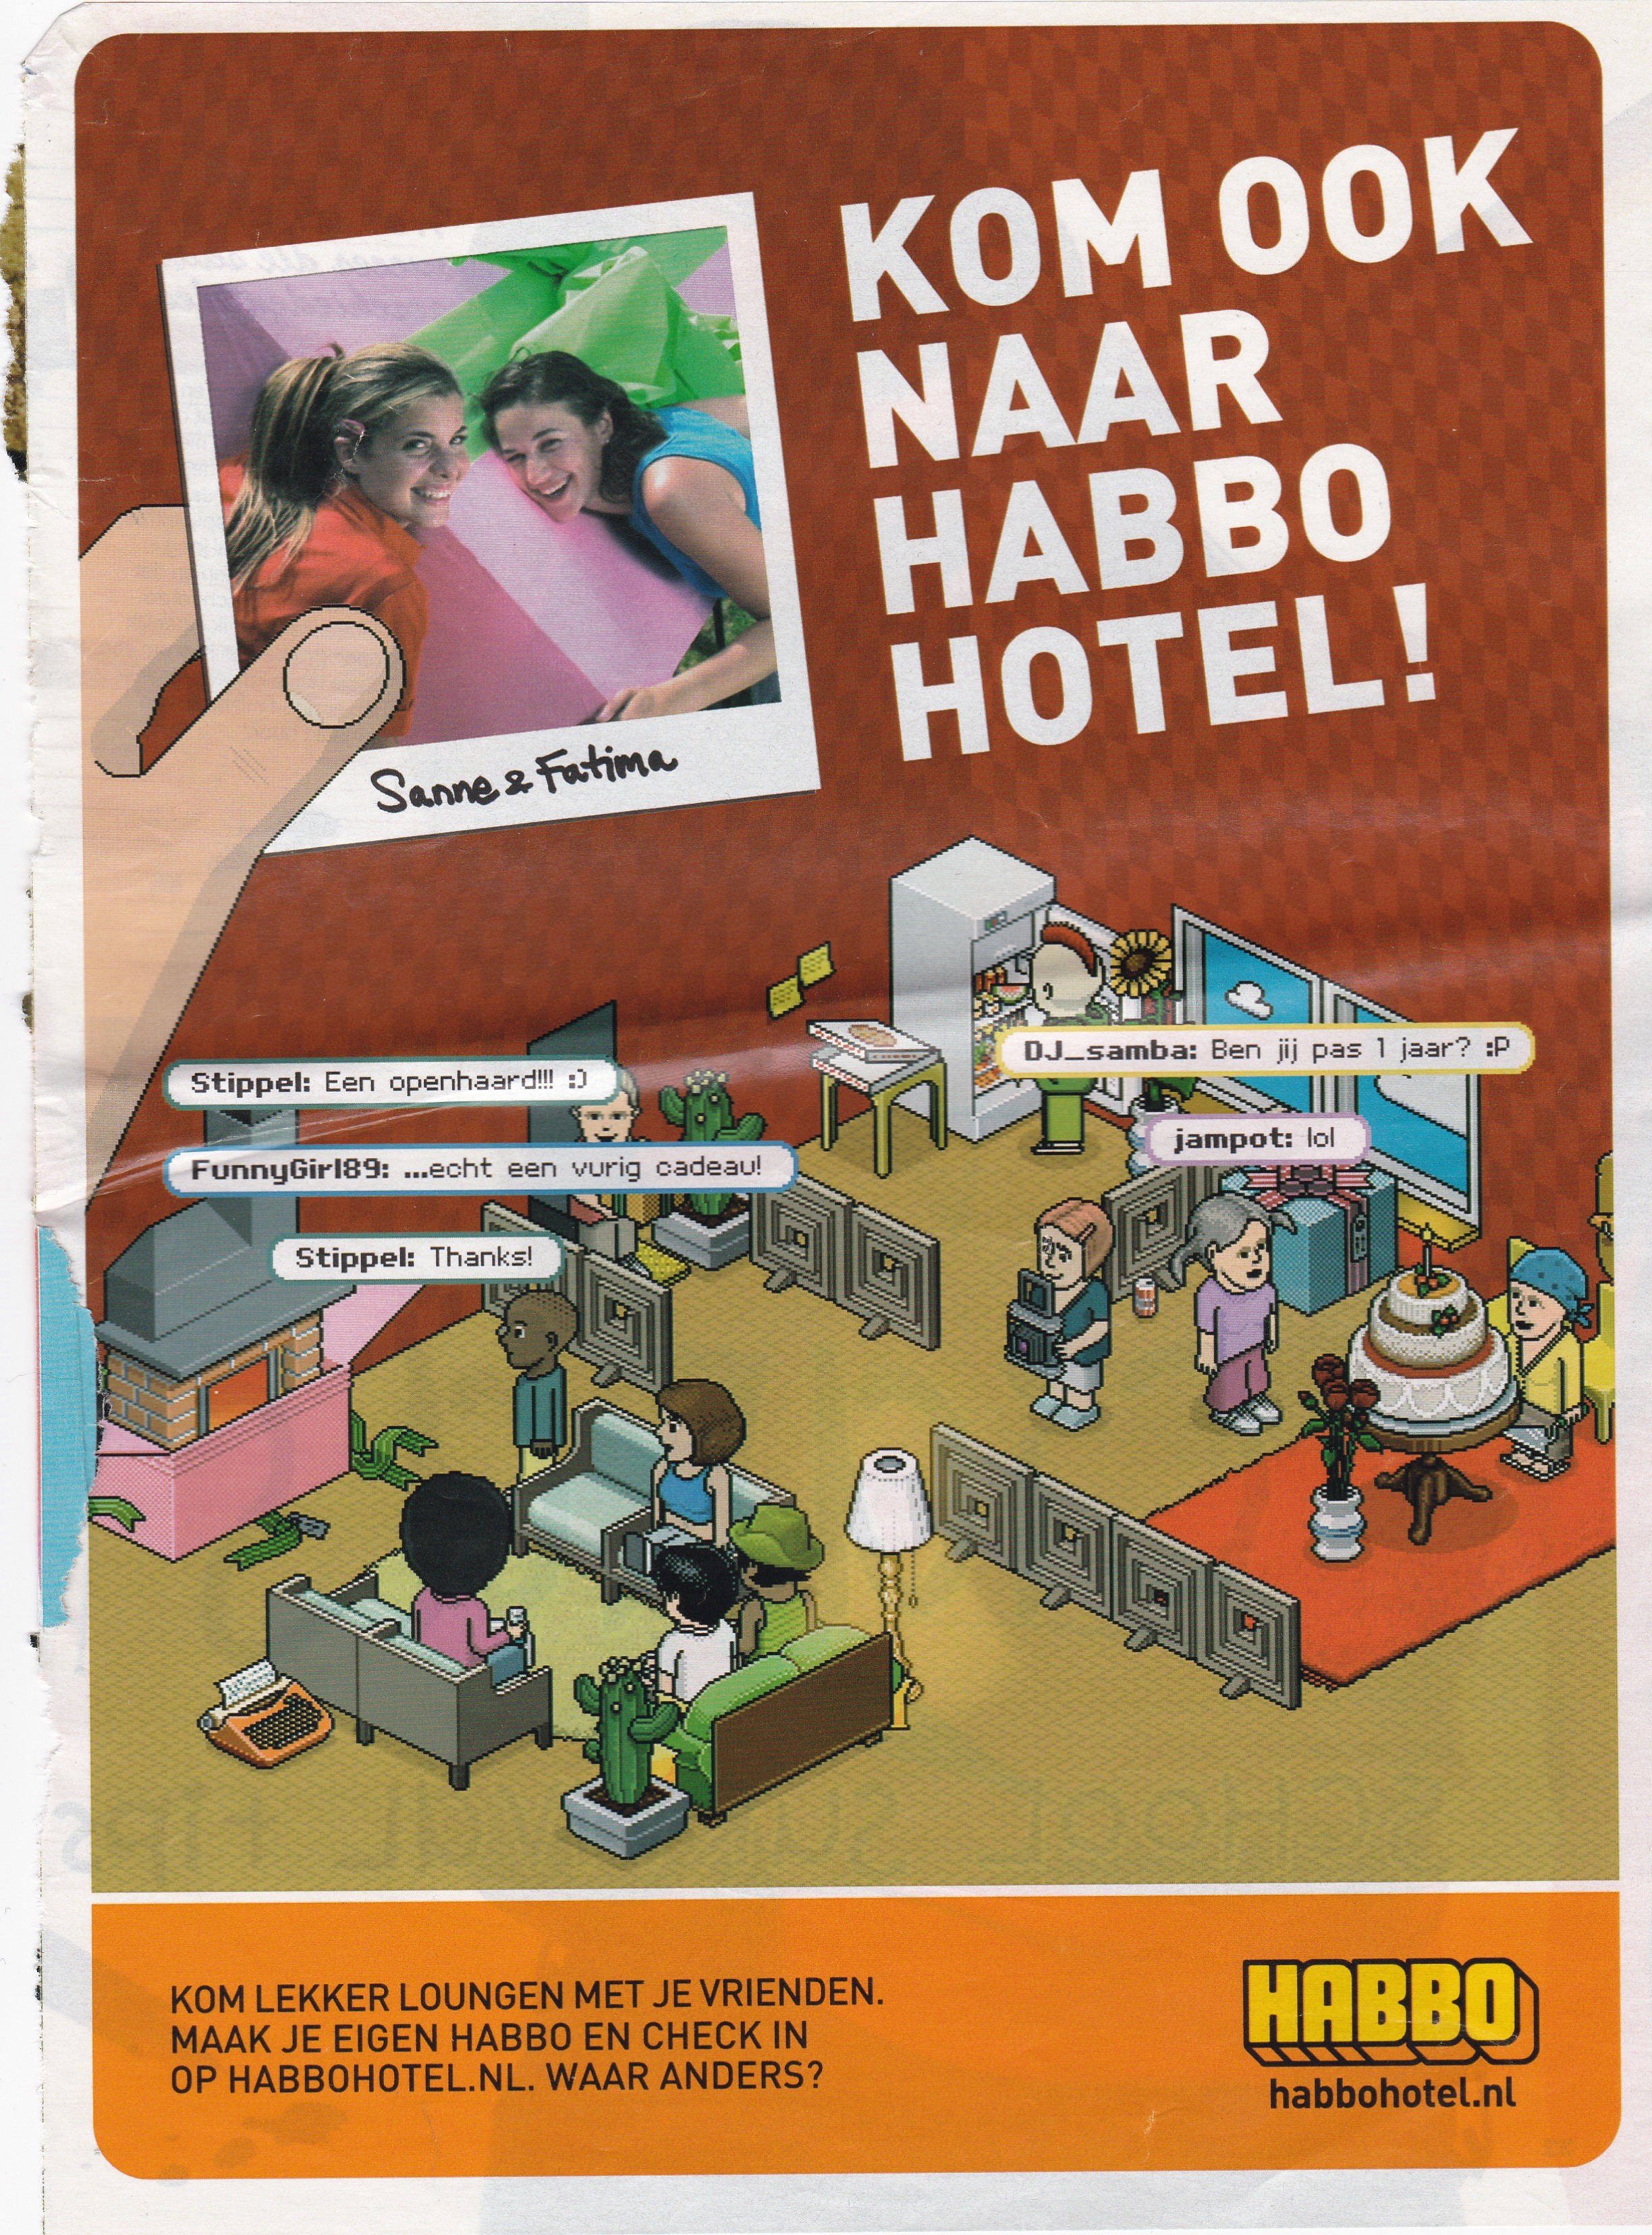 KOM OOK
NAAR
HABBO
HOTEL!
Sanne & Fatima
DJ_samba: Ben jij pas 1 jaar? :P
Stippel: Een openhaard!!! :)
jampot: lol
FunnyGirl89: ...echt een vurig cadeau!
Stippel: Thanks!
KOM LEKKER LOUNGEN MET JE VRIENDEN.
MAAK JE EIGEN HABBO EN CHECK IN
OP HABBOHOTEL.NL. WAAR ANDERS?
HABBO
habbohotel.nl